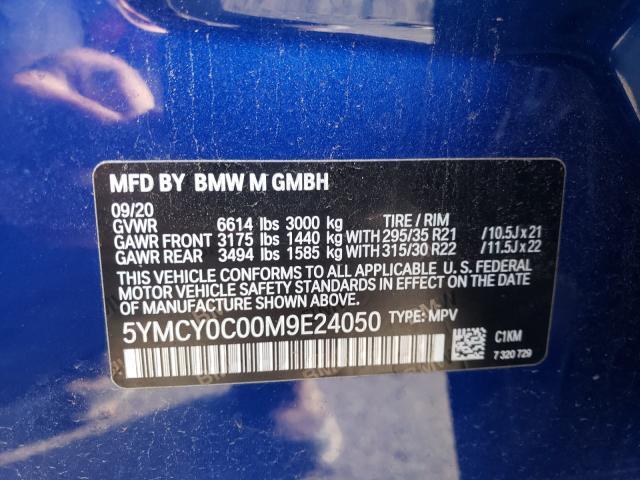 MFD BY BMW M GMBH
09/20 TIRE / RIM
GVWR 6614 lbs 3000 kg
GAWR FRONT 3175 lbs 1440 kg WITH 295/35 R21 /10.5J x 21
GAWR REAR 3494 lbs 1585 kg WITH 315/30 R22 /11.5J x 22
THIS VEHICLE CONFORMS TO ALL APPLICABLE U.S. FEDERAL
MOTOR VEHICLE SAFETY STANDARDS IN EFFECT ON THE DATE
OF MANUFACTURE SHOWN ABOVE.
5YMCY0C00M9E24050 TYPE: MPV
C1KM
7 320 729